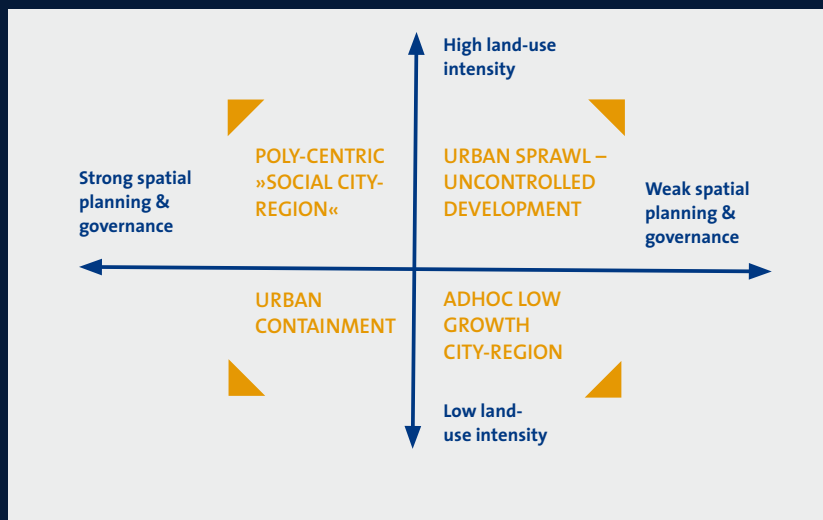 High land-use
intensity
POLY-CENTRIC
»SOCIAL CITY-
REGION«
URBAN SPRAWL –
UNCONTROLLED
DEVELOPMENT
Strong spatial
planning &
governance
Weak spatial
planning &
governance
URBAN
CONTAINMENT
ADHOC LOW
GROWTH
CITY-REGION
Low land-
use intensity